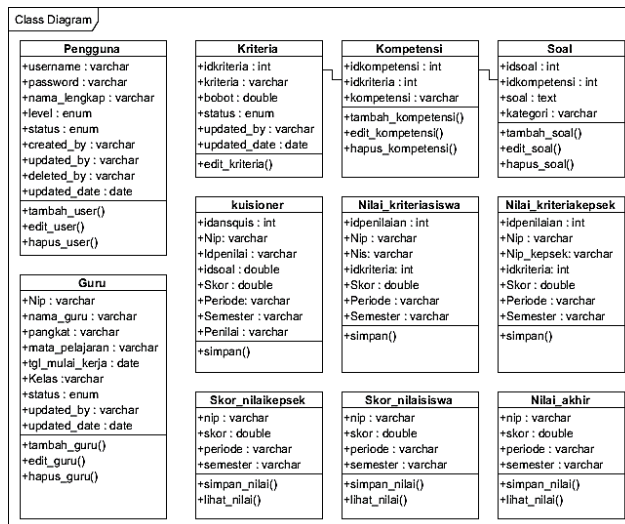 Class Diagram
Pengguna
+username : varchar
+password : varchar
+nama_lengkap : varchar
+level : enum
+status : enum
+created_by : varchar
+updated_by : varchar
+deleted_by : varchar
+updated_date : date
+tambah_user()
+edit_user()
+hapus_user()
Kriteria
+idkriteria : int
+kriteria : varchar
+bobot : double
+status : enum
+updated_by : varchar
+updated_date : date
+edit_kriteria()
Kompetensi
+idkompetensi : int
+idkriteria : int
+kompetensi : varchar
+tambah_kompetensi()
+edit_kompetensi()
+hapus_kompetensi()
Soal
+idsoal : int
+idkompetensi : int
+soal : text
+kategori : varchar
+tambah_soal()
+edit_soal()
+hapus_soal()
kuisioner
+idansquis : int
+Nip: varchar
+Idpenilai : varchar
+idsoal : double
+Skor : double
+Periode: varchar
+Semester : varchar
+Penilai : varchar
+simpan()
Nilai_kriteriasiswa
+idpenilaian : int
+Nip : varchar
+Nis: varchar
+idkriteria: int
+Skor : double
+Periode : varchar
+Semester : varchar
+simpan()
Nilai_kriteriakepsek
+idpenilaian : int
+Nip : varchar
+Nip_kepsek: varchar
+idkriteria: int
+Skor : double
+Periode : varchar
+Semester : varchar
+simpan()
Guru
+Nip : varchar
+nama_guru : varchar
+pangkat : varchar
+mata_pelajaran : varchar
+tgl_mulai_kerja : date
+Kelas :varchar
+status : enum
+updated_by : varchar
+updated_date : date
+tambah_guru()
+edit_guru()
+hapus_guru()
Skor_nilaikepsek
+nip : varchar
+skor : double
+periode : varchar
+semester : varchar
+simpan_nilai()
+lihat_nilai()
Skor_nilaisiswa
+nip : varchar
+skor : double
+periode : varchar
+semester : varchar
+simpan_nilai()
+lihat_nilai()
Nilai_akhir
+nip : varchar
+skor : double
+periode : varchar
+semester : varchar
+simpan_nilai()
+lihat_nilai()